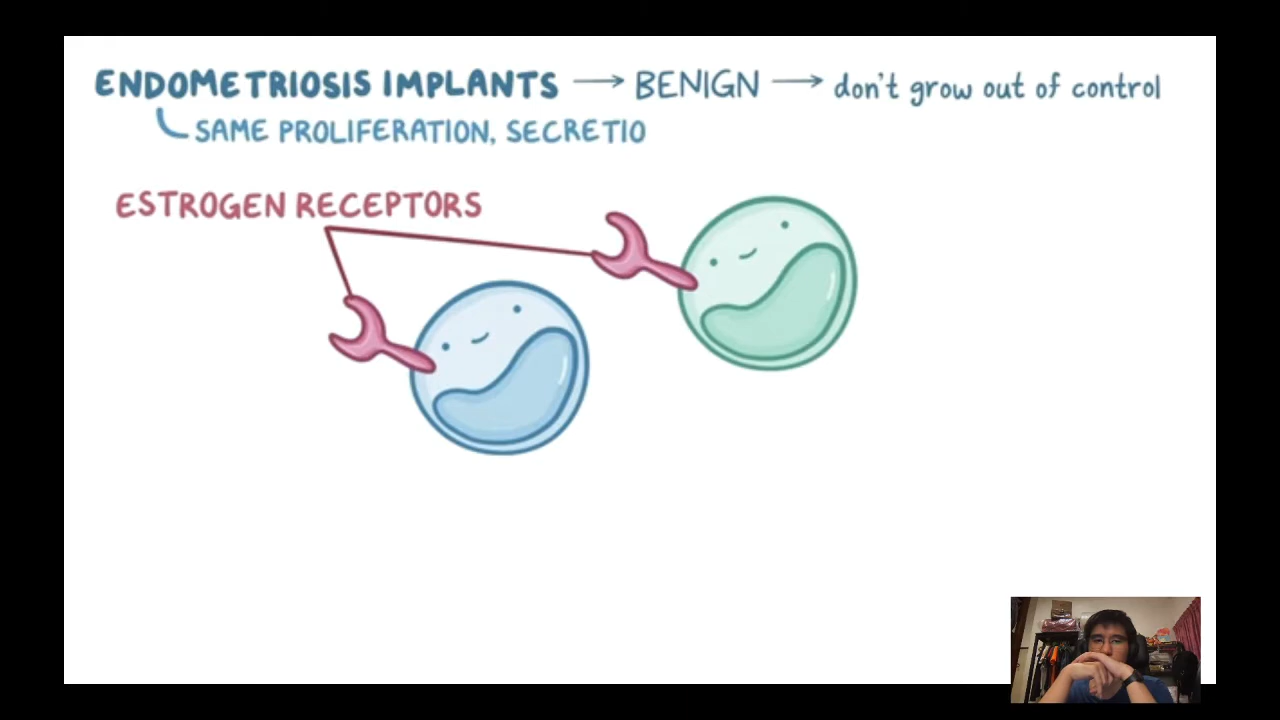 ENDOMETRIOSIS IMPLANTS → BENIGN → don't grow out of control
SAME PROLIFERATION, SECRETIO
ESTROGEN RECEPTORS